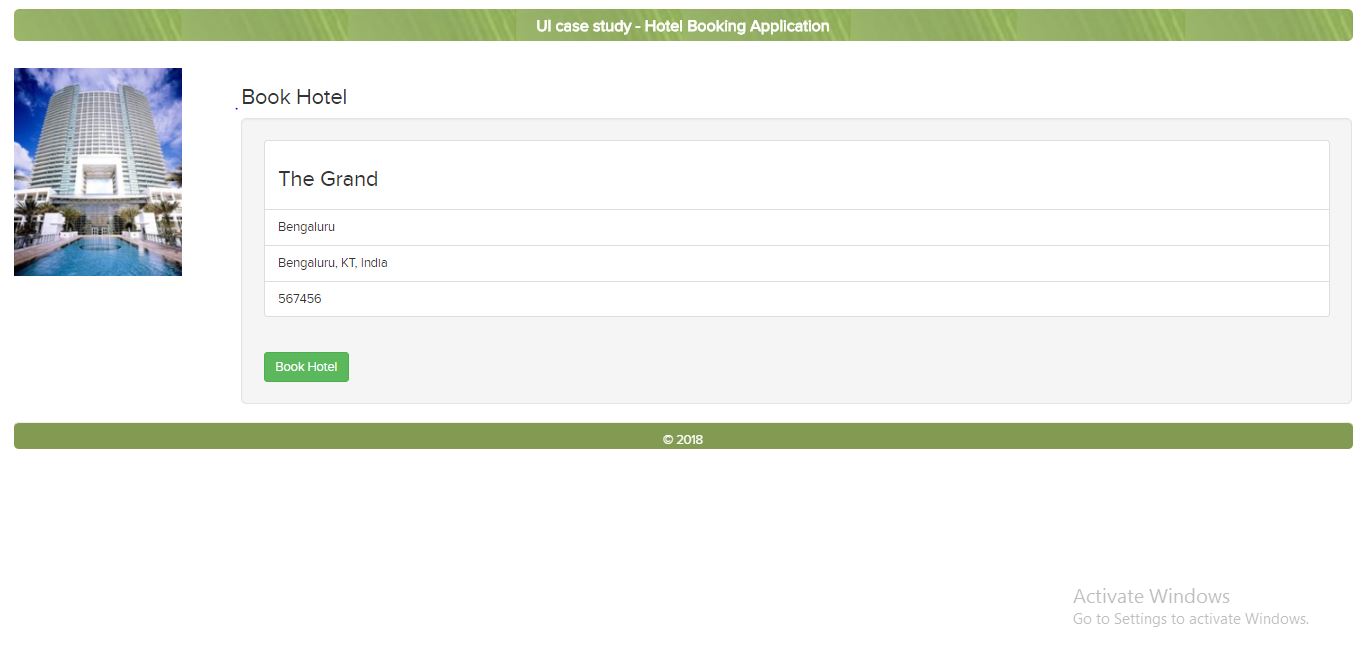 UI case study - Hotel Booking Application
Book Hotel
The Grand
Bengaluru
Bengaluru, KT, India
567456
Book Hotel
© 2018
Activate Windows
Go to Settings to activate Windows.